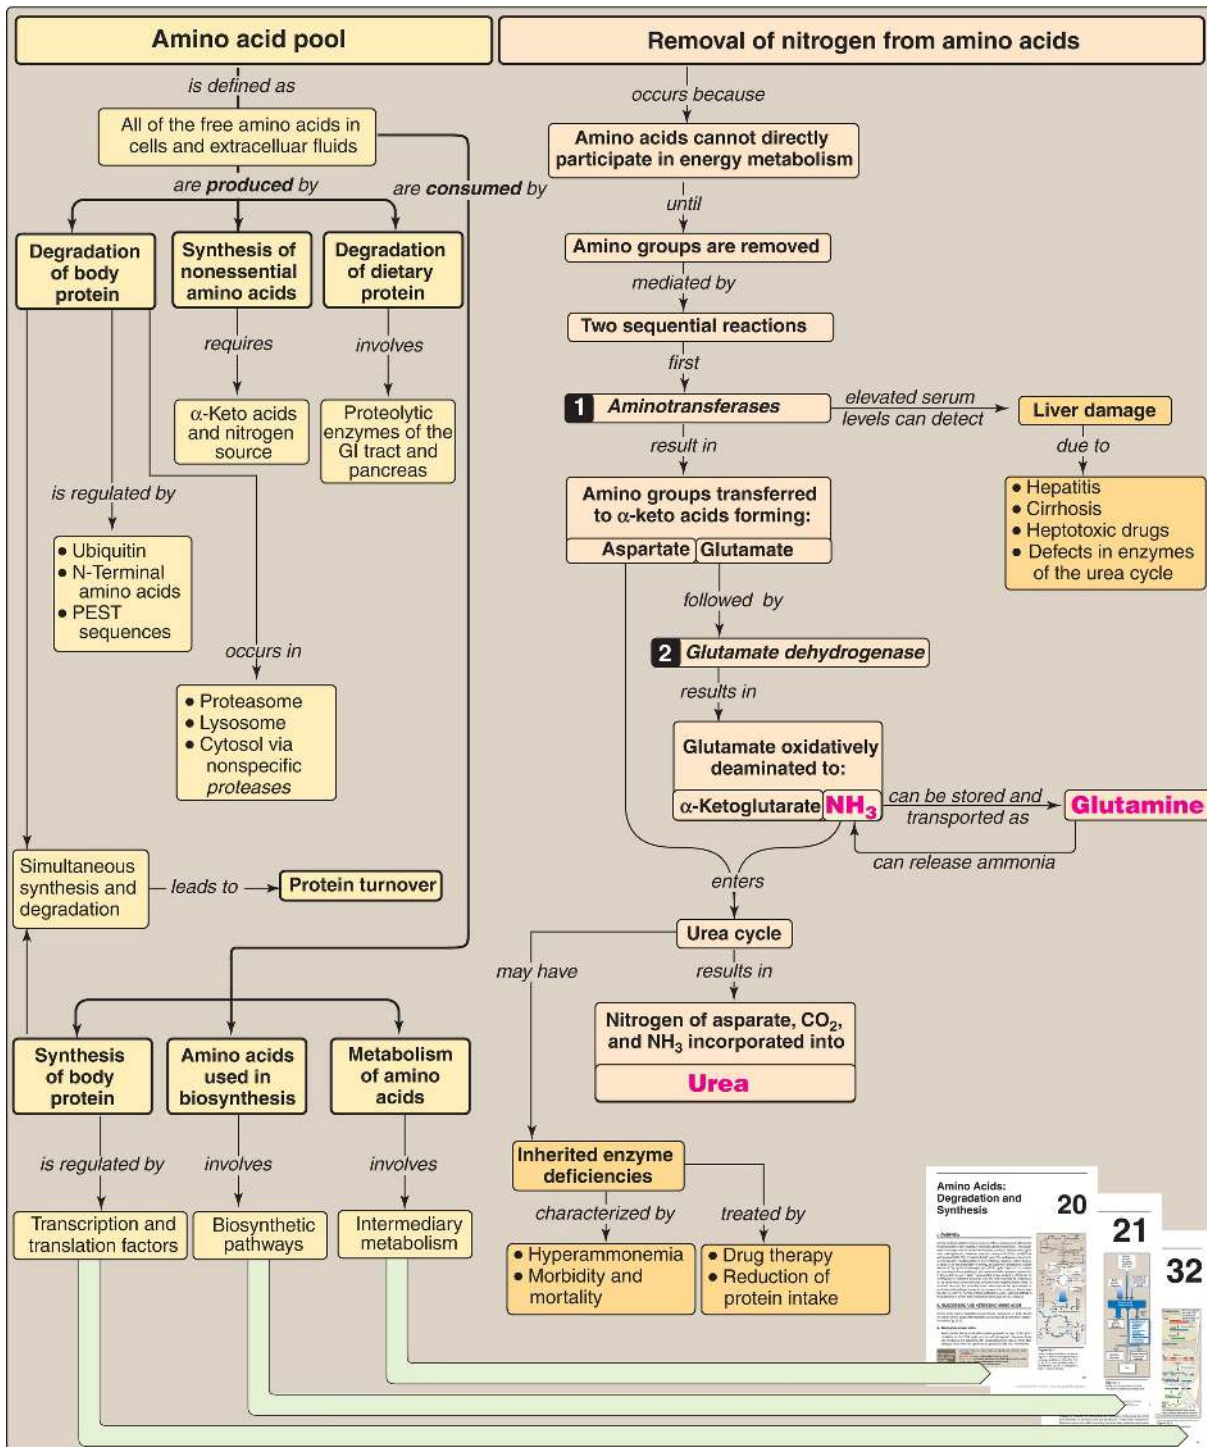 Amino acid pool
is defined as
All of the free amino acids in
cells and extracelluar fluids
are produced by
are consumed by
Degradation
of body
protein
Synthesis of
nonessential
amino acids
Degradation
of dietary
protein
requires
involves
α-Keto acids
and nitrogen
source
Proteolytic
enzymes of the
GI tract and
pancreas
is regulated by
● Ubiquitin
● N-Terminal
amino acids
● PEST
sequences
occurs in
● Proteasome
● Lysosome
● Cytosol via
nonspecific
proteases
Simultaneous
synthesis and
degradation
leads to
Protein turnover
Synthesis
of body
protein
Amino acids
used in
biosynthesis
Metabolism
of amino
acids
is regulated by
involves
involves
Transcription and
translation factors
Biosynthetic
pathways
Intermediary
metabolism
Removal of nitrogen from amino acids
occurs because
Amino acids cannot directly
participate in energy metabolism
until
Amino groups are removed
mediated by
Two sequential reactions
first
1 Aminotransferases
elevated serum
levels can detect
Liver damage
due to
● Hepatitis
● Cirrhosis
● Heptotoxic drugs
● Defects in enzymes
of the urea cycle
result in
Amino groups transferred
to α-keto acids forming:
Aspartate Glutamate
followed by
2 Glutamate dehydrogenase
results in
Glutamate oxidatively
deaminated to:
α-Ketoglutarate NH₃
can be stored and
transported as
Glutamine
can release ammonia
enters
Urea cycle
may have
results in
Nitrogen of asparate, CO₂,
and NH₃ incorporated into
Urea
Inherited enzyme
deficiencies
characterized by
treated by
● Hyperammonemia
● Morbidity and
mortality
● Drug therapy
● Reduction of
protein intake
Amino Acids:
Degradation and
Synthesis
20
21
32